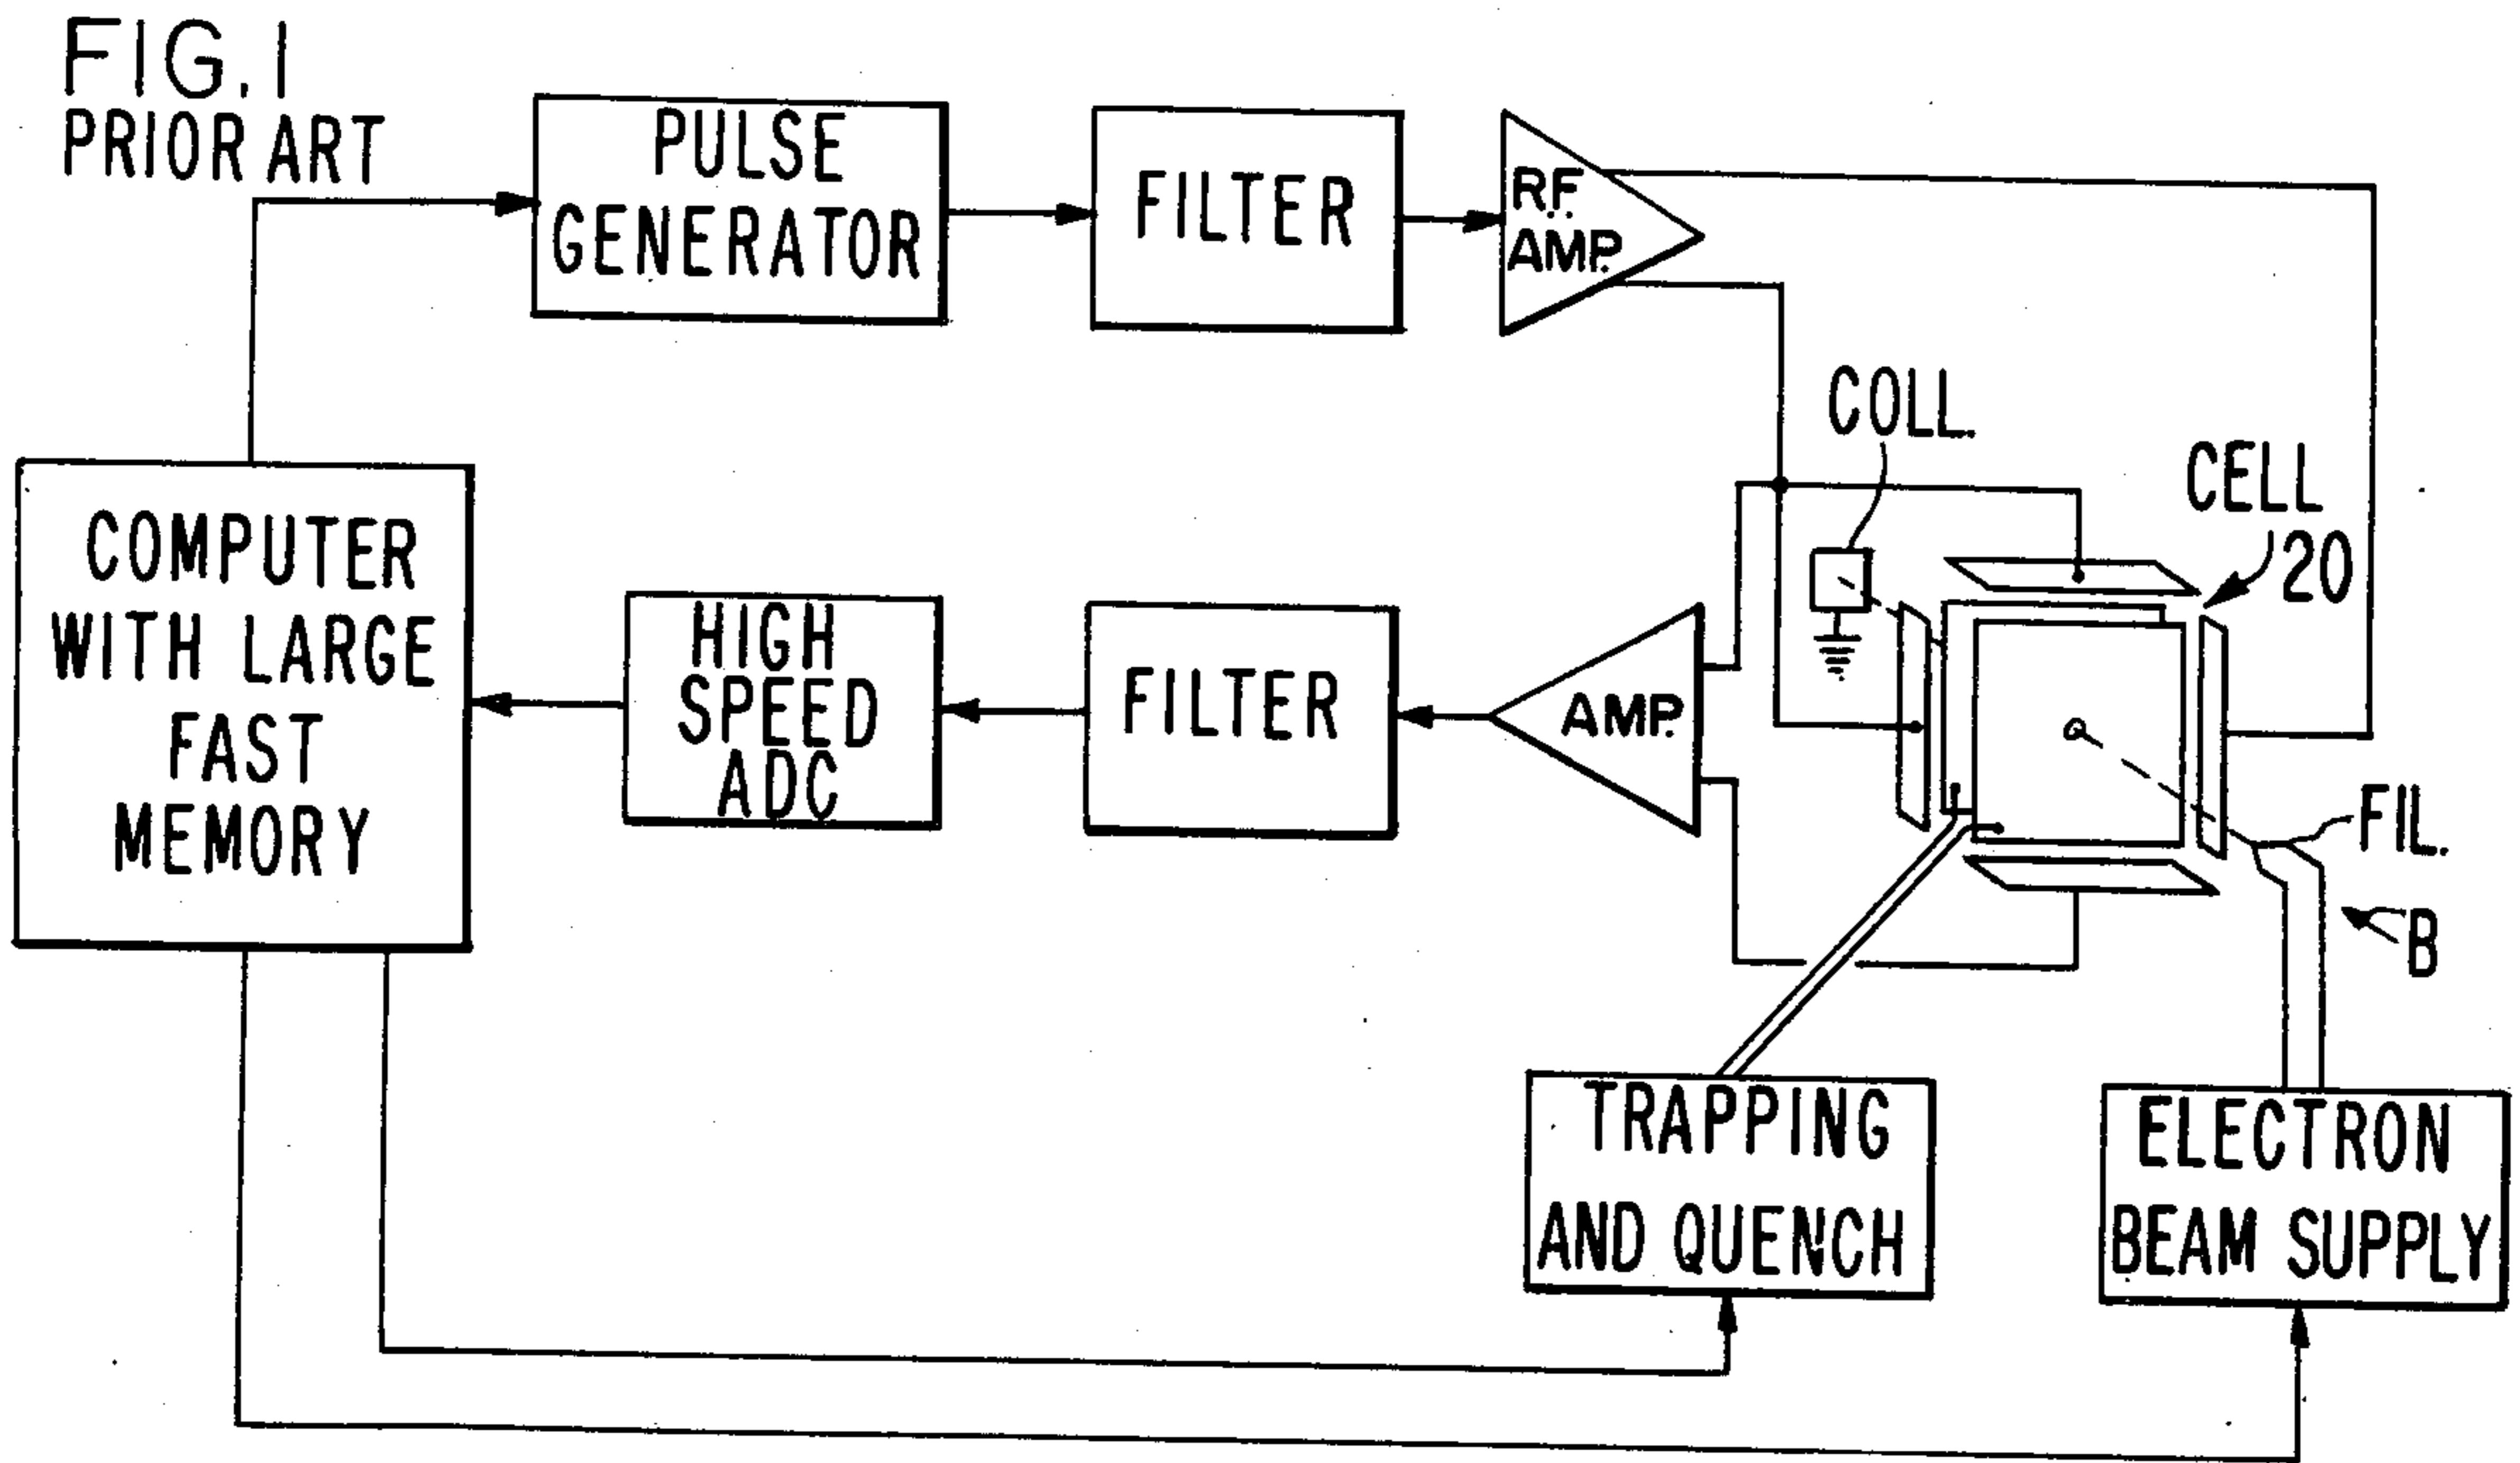 FIG. 1
PRIOR ART
PULSE
GENERATOR
FILTER
R.F.
AMP.
COLL.
CELL
20
COMPUTER
WITH LARGE
FAST
MEMORY
HIGH
SPEED
ADC
FILTER
AMP.
FIL.
B
TRAPPING
AND QUENCH
ELECTRON
BEAM SUPPLY